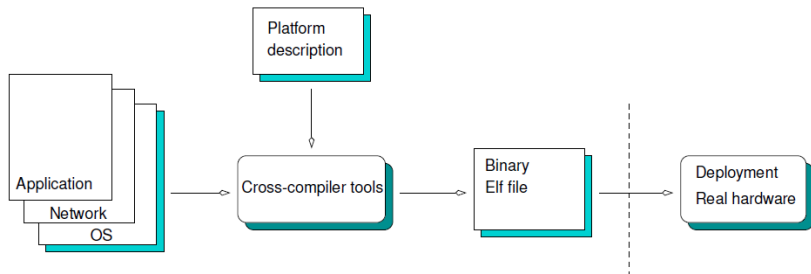 Platform
description
Application
Network
OS
Cross-compiler tools
Binary
Elf file
Deployment
Real hardware